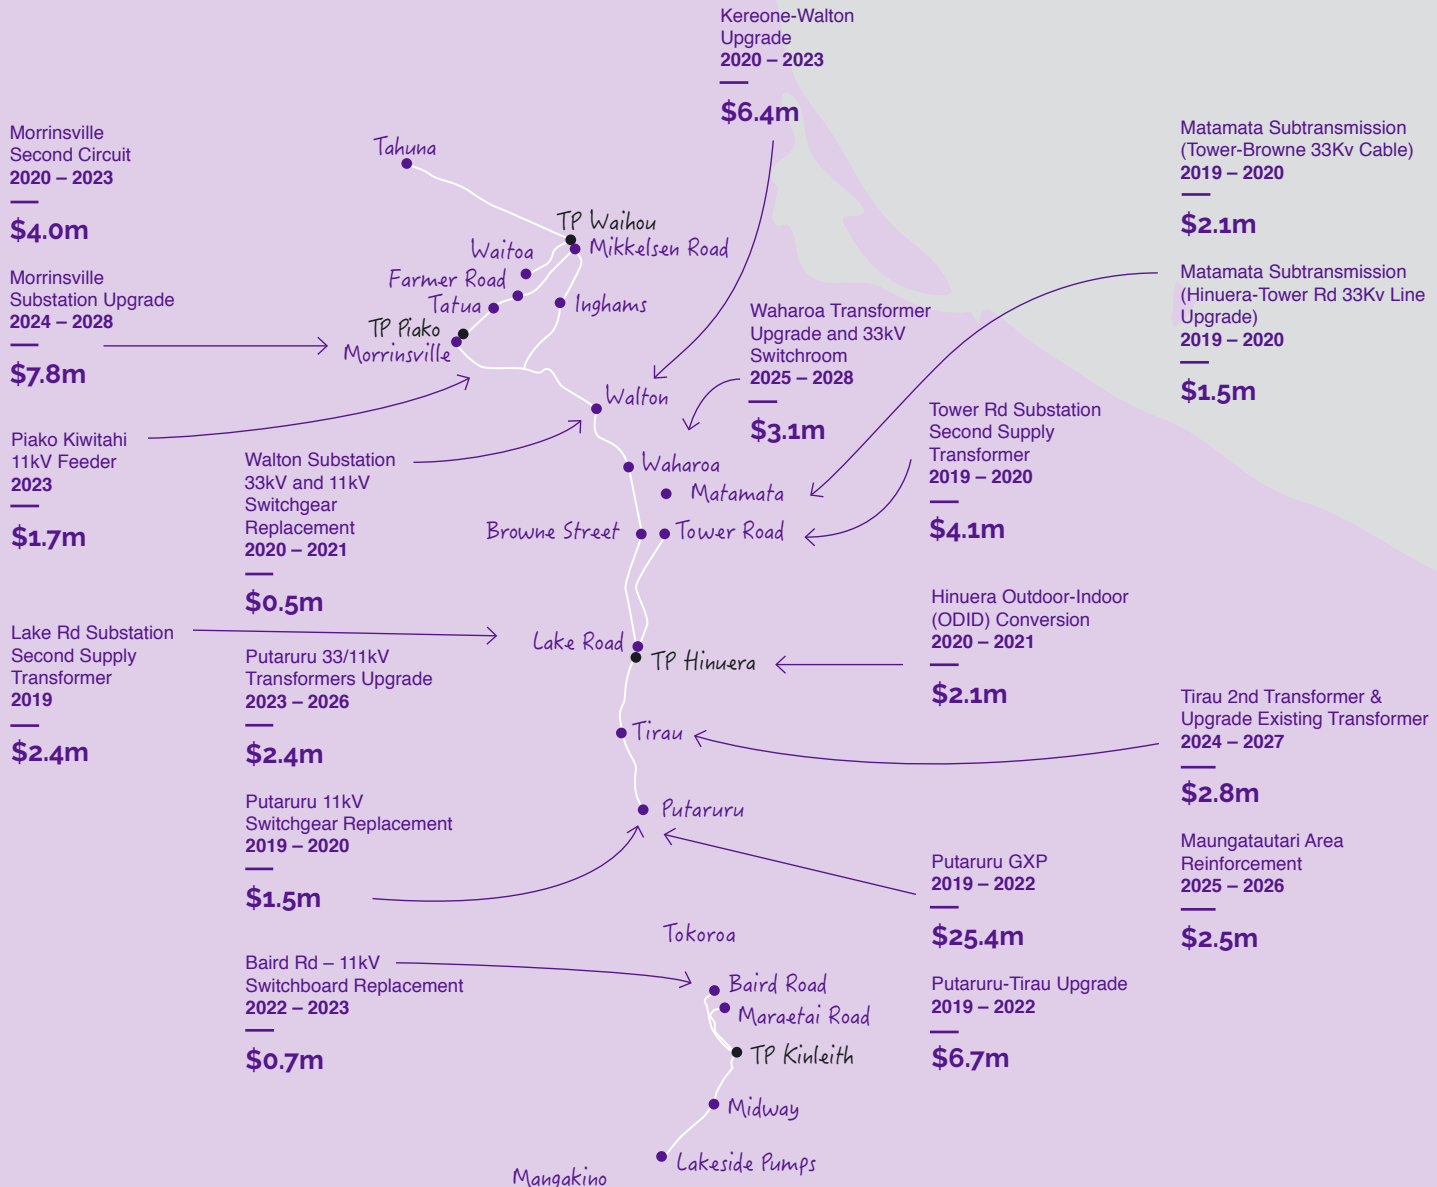 Kereone-Walton
Upgrade
2020 – 2023
$6.4m
Morrinsville
Second Circuit
2020 – 2023
$4.0m
Morrinsville
Substation Upgrade
2024 – 2028
$7.8m
Piako Kiwitahi
11kV Feeder
2023
$1.7m
Lake Rd Substation
Second Supply
Transformer
2019
$2.4m
Walton Substation
33kV and 11kV
Switchgear
Replacement
2020 – 2021
$0.5m
Putaruru 33/11kV
Transformers Upgrade
2023 – 2026
$2.4m
Putaruru 11kV
Switchgear Replacement
2019 – 2020
$1.5m
Baird Rd – 11kV
Switchboard Replacement
2022 – 2023
$0.7m
Tahuna
TP Waihou
Waitoa
Mikkelsen Road
Farmer Road
Tatua
Inghams
TP Piako
Morrinsville
Walton
Waharoa
Matamata
Browne Street
Tower Road
Lake Road
TP Hinuera
Tirau
Putaruru
Tokoroa
Baird Road
Maraetai Road
TP Kinleith
Midway
Lakeside Pumps
Mangakino
Waharoa Transformer
Upgrade and 33kV
Switchroom
2025 – 2028
$3.1m
Tower Rd Substation
Second Supply
Transformer
2019 – 2020
$4.1m
Hinuera Outdoor-Indoor
(ODID) Conversion
2020 – 2021
$2.1m
Putaruru GXP
2019 – 2022
$25.4m
Putaruru-Tirau Upgrade
2019 – 2022
$6.7m
Matamata Subtransmission
(Tower-Browne 33Kv Cable)
2019 – 2020
$2.1m
Matamata Subtransmission
(Hinuera-Tower Rd 33Kv Line
Upgrade)
2019 – 2020
$1.5m
Tirau 2nd Transformer &
Upgrade Existing Transformer
2024 – 2027
$2.8m
Maungatautari Area
Reinforcement
2025 – 2026
$2.5m